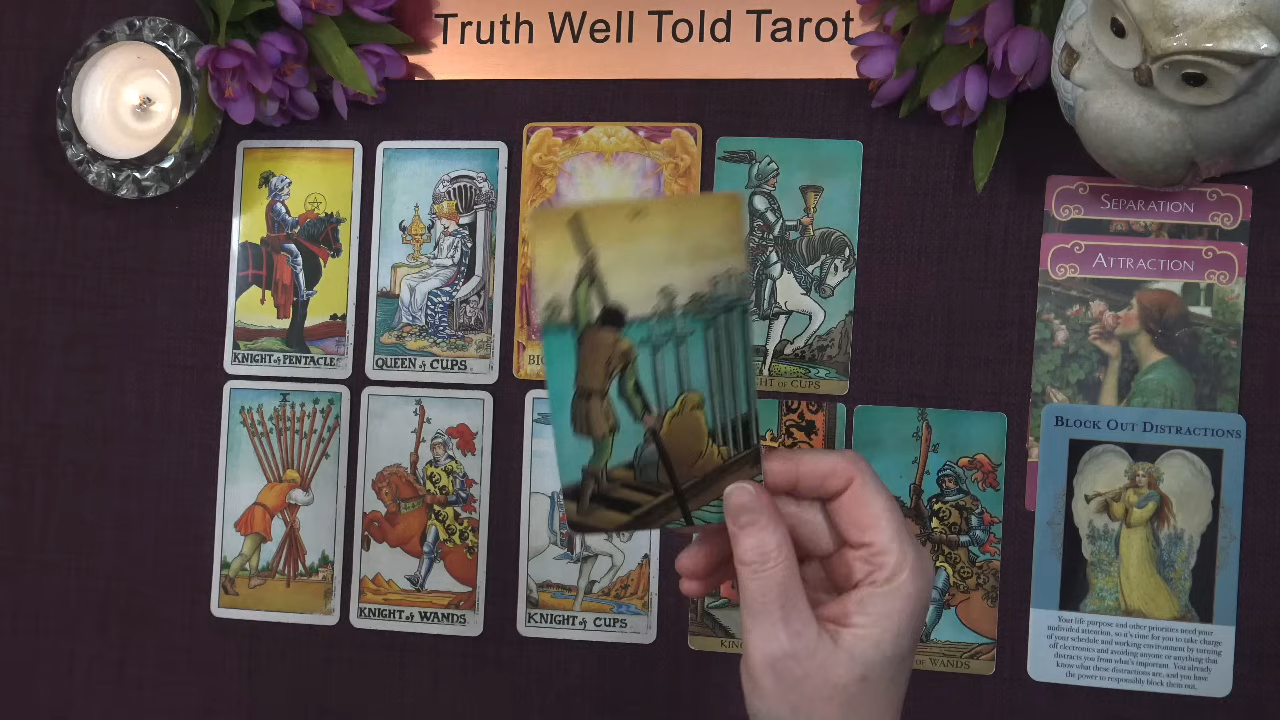 Truth Well Told Tarot
SEPARATION
ATTRACTION
KNIGHT of PENTACLES
QUEEN of CUPS
OF CUPS
BLOCK OUT DISTRACTIONS
X
KNIGHT of WANDS
KNIGHT of CUPS
OF WANDS
Your life purpose and other priorities need your
undivided attention, so it's time for you to take charge
of your schedule and working environment by turning
off electronics and avoiding anyone or anything that
distracts you from what's important. You already
know what these distractions are, and you have
the power to responsibly block them out.